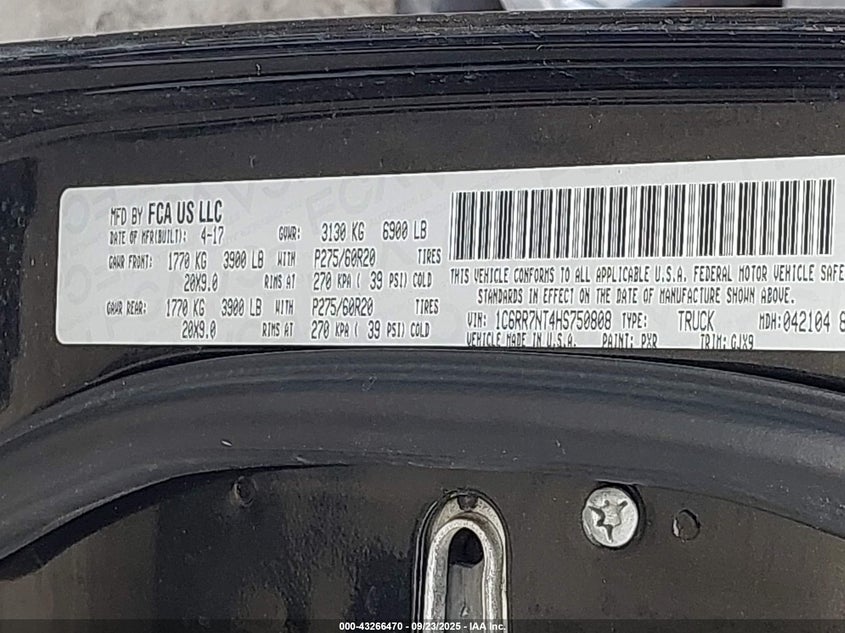 MFD BY FCA US LLC
DATE OF MFR(BUILT): 4-17 GVWR: 3130 KG 6900 LB
GAWR FRONT: 1770 KG 3900 LB WITH P275/60R20 TIRES
20X9.0 RIMS AT 270 KPA ( 39 PSI) COLD
GAWR REAR: 1770 KG 3900 LB WITH P275/60R20 TIRES
20X9.0 RIMS AT 270 KPA ( 39 PSI) COLD
THIS VEHICLE CONFORMS TO ALL APPLICABLE U.S.A. FEDERAL MOTOR VEHICLE SAFE
STANDARDS IN EFFECT ON THE DATE OF MANUFACTURE SHOWN ABOVE.
VIN: 1C6RR7NT4HS750808 TYPE: TRUCK MDH: 042104 8
VEHICLE MADE IN U.S.A. PAINT: PXR TRIM: GJX9
000-43266470 - 09/23/2025 - IAA Inc.